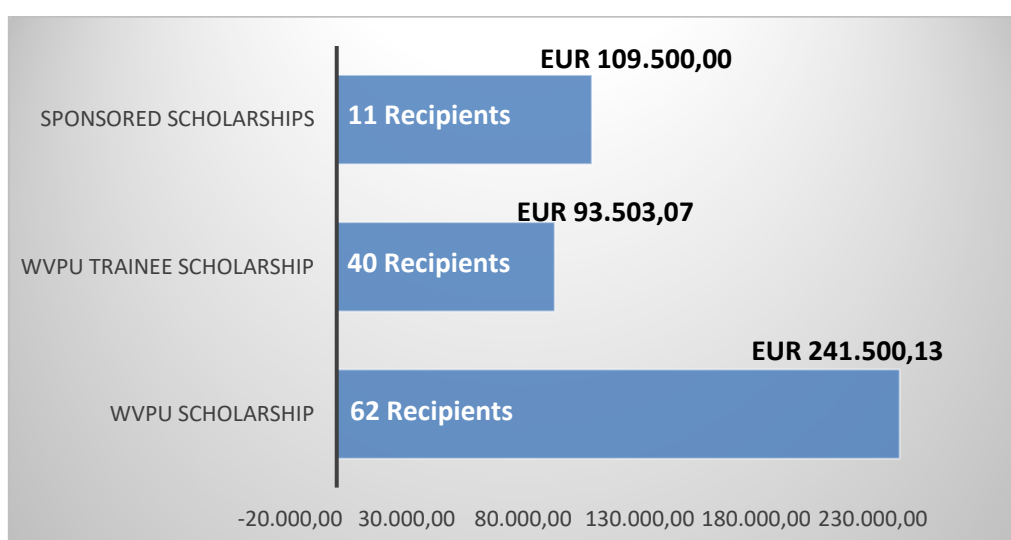 EUR 109.500,00
SPONSORED SCHOLARSHIPS 11 Recipients
EUR 93.503,07
WVPU TRAINEE SCHOLARSHIP 40 Recipients
EUR 241.500,13
WVPU SCHOLARSHIP 62 Recipients
-20.000,00 30.000,00 80.000,00 130.000,00 180.000,00 230.000,00